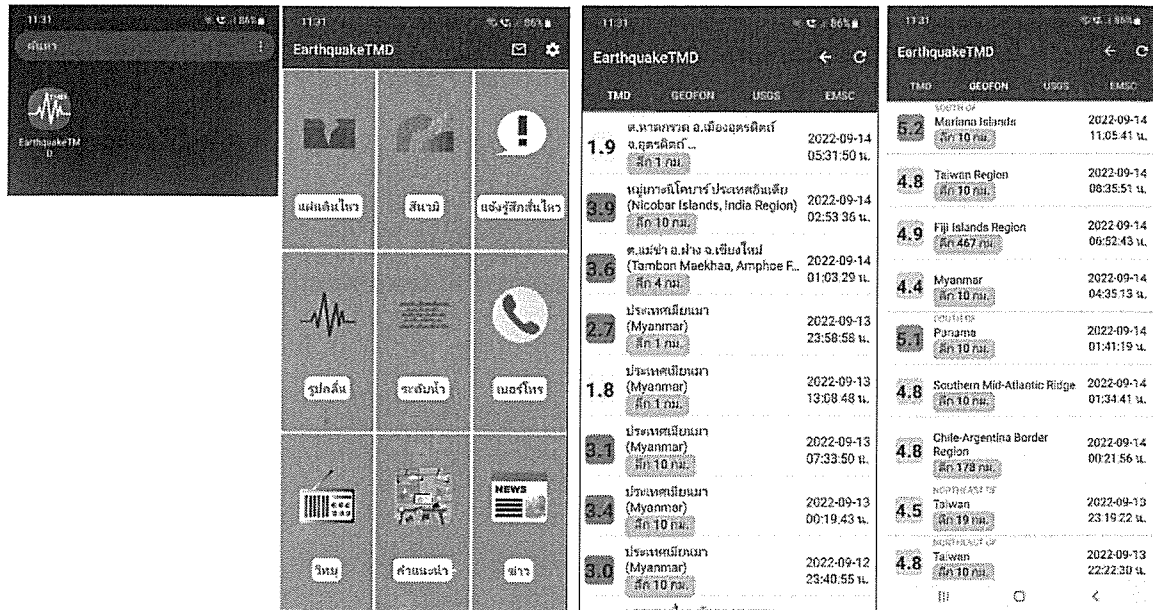 11:31
86%
ค้นหา
EarthquakeTM
D
11:31
86%
EarthquakeTMD
แผ่นดินไหว
สึนามิ
แจ้งรู้สึกสั่นไหว
รูปคลื่น
ระดับน้ำ
เบอร์โทร
NEWS
วิทยุ
คำแนะนำ
ข่าว
11:31
86%
EarthquakeTMD
TMD GEOFON USGS EMSC
1.9
ต.หาดกรวด อ.เมืองอุตรดิตถ์
จ.อุตรดิตถ์ ...
ลึก 1 กม.
2022-09-14
05:31:50 น.
3.9
หมู่เกาะนิโคบาร์ ประเทศอินเดีย
(Nicobar Islands, India Region)
ลึก 10 กม.
2022-09-14
02:53:36 น.
3.6
ต.แม่ข่า อ.ฝาง จ.เชียงใหม่
(Tambon Maekhaa, Amphoe F...
ลึก 4 กม.
2022-09-14
01:03:29 น.
2.7
ประเทศเมียนมา
(Myanmar)
ลึก 1 กม.
2022-09-13
23:58:58 น.
1.8
ประเทศเมียนมา
(Myanmar)
ลึก 1 กม.
2022-09-13
13:08:48 น.
3.1
ประเทศเมียนมา
(Myanmar)
ลึก 10 กม.
2022-09-13
07:33:50 น.
3.4
ประเทศเมียนมา
(Myanmar)
ลึก 10 กม.
2022-09-13
00:19:43 น.
3.0
ประเทศเมียนมา
(Myanmar)
ลึก 10 กม.
2022-09-12
23:40:55 น.
11:31
86%
EarthquakeTMD
TMD GEOFON USGS EMSC
5.2
SOUTH OF
Mariana Islands
ลึก 10 กม.
2022-09-14
11:05:41 น.
4.8
Taiwan Region
ลึก 10 กม.
2022-09-14
08:35:51 น.
4.9
Fiji Islands Region
ลึก 467 กม.
2022-09-14
06:52:43 น.
4.4
Myanmar
ลึก 10 กม.
2022-09-14
04:35:13 น.
5.1
SOUTH OF
Panama
ลึก 10 กม.
2022-09-14
01:41:19 น.
4.8
Southern Mid-Atlantic Ridge
ลึก 10 กม.
2022-09-14
01:34:41 น.
4.8
Chile-Argentina Border
Region
ลึก 178 กม.
2022-09-14
00:21:56 น.
4.5
NORTHEAST OF
Taiwan
ลึก 19 กม.
2022-09-13
23:19:22 น.
4.8
NORTHEAST OF
Taiwan
ลึก 10 กม.
2022-09-13
22:22:30 น.